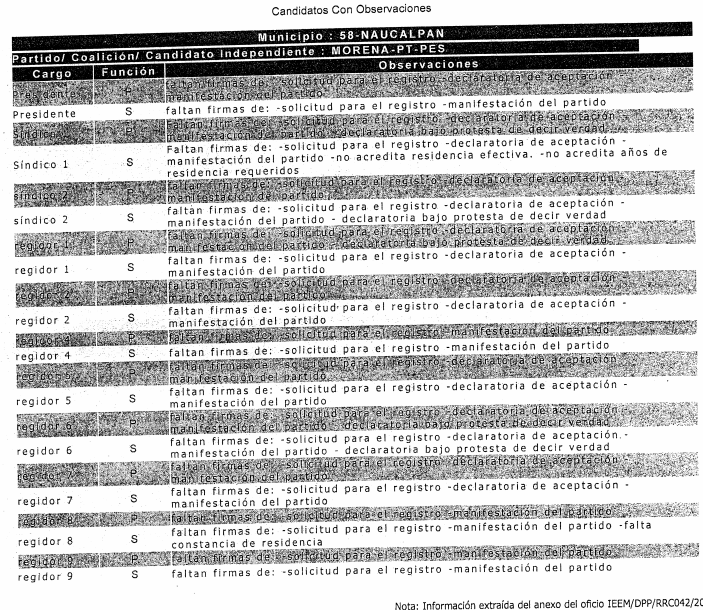 Candidatos Con Observaciones
Municipio : 58-NAUCALPAN
Partido/ Coalición/ Candidato independiente : MORENA-PT-PES
Cargo Función Observaciones
P faltan firmas de: -solicitud para el registro -declaratoria de aceptación
manifestación del partido
Presidente S faltan firmas de: -solicitud para el registro -manifestación del partido
P faltan firmas de: -solicitud para el registro -declaratoria de aceptación -
manifestación del partido - declaratoria bajo protesta de decir verdad
Síndico 1 S Faltan firmas de: -solicitud para el registro -declaratoria de aceptación -
manifestación del partido -no acredita residencia efectiva. -no acredita años de
residencia requeridos
síndico 2 P faltan firmas de: -solicitud para el registro -declaratoria de aceptación
manifestación de partido
síndico 2 S faltan firmas de: -solicitud para el registro -declaratoria de aceptación -
manifestación del partido - declaratoria bajo protesta de decir verdad
regidor 1 P faltan firmas de: -solicitud para el registro -declaratoria de aceptación -
manifestación del partido - declaratoria bajo protesta de decir verdad
regidor 1 S faltan firmas de: -solicitud para el registro -declaratoria de aceptación -
manifestación del partido
regidor 2 P faltan firmas de: -solicitud para el registro -declaratoria de aceptación
manifestación del partido
regidor 2 S faltan firmas de: -solicitud para el registro -declaratoria de aceptación -
manifestación del partido
P faltan firmas de: -solicitud para el registro -manifestación del partido
regidor 4 S faltan firmas de: -solicitud para el registro -manifestación del partido
P faltan firmas de: -solicitud para el registro -declaratoria de aceptación
manifestación del partido
regidor 5 S faltan firmas de: -solicitud para el registro -declaratoria de aceptación -
manifestación del partido
regidor 6 P faltan firmas de: -solicitud para el registro -declaratoria de aceptación -
manifestación del partido - declaratoria bajo protesta de decir verdad
regidor 6 S faltan firmas de: -solicitud para el registro -declaratoria de aceptación -
manifestación del partido - declaratoria bajo protesta de decir verdad
P faltan firmas de: -solicitud para el registro -declaratoria de aceptación -
manifestación del partido
regidor 7 S faltan firmas de: -solicitud para el registro -declaratoria de aceptación -
manifestación del partido
regidor 8 P faltan firmas de: -solicitud para el registro -manifestación del partido
regidor 8 S faltan firmas de: -solicitud para el registro -manifestación del partido -falta
constancia de residencia
regidor 9 P faltan firmas de: -solicitud para el registro -manifestación del partido
regidor 9 S faltan firmas de: -solicitud para el registro -manifestación del partido
Nota: Información extraída del anexo del oficio IEEM/DPP/RRC042/20